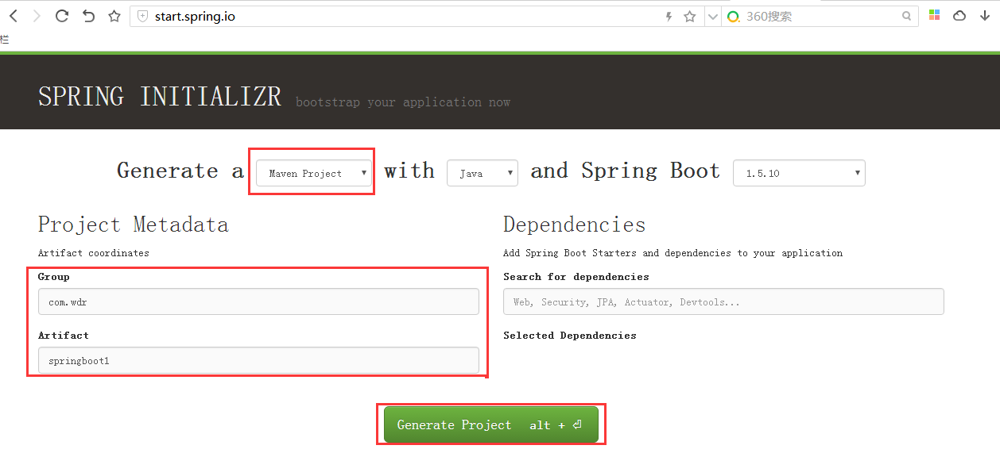 start.spring.io
360搜索
栏
SPRING INITIALIZR bootstrap your application now
Generate a Maven Project with Java and Spring Boot 1.5.10
Project Metadata
Artifact coordinates
Group
com.wdr
Artifact
springboot1
Dependencies
Add Spring Boot Starters and dependencies to your application
Search for dependencies
Web, Security, JPA, Actuator, Devtools...
Selected Dependencies
Generate Project alt + ⏎